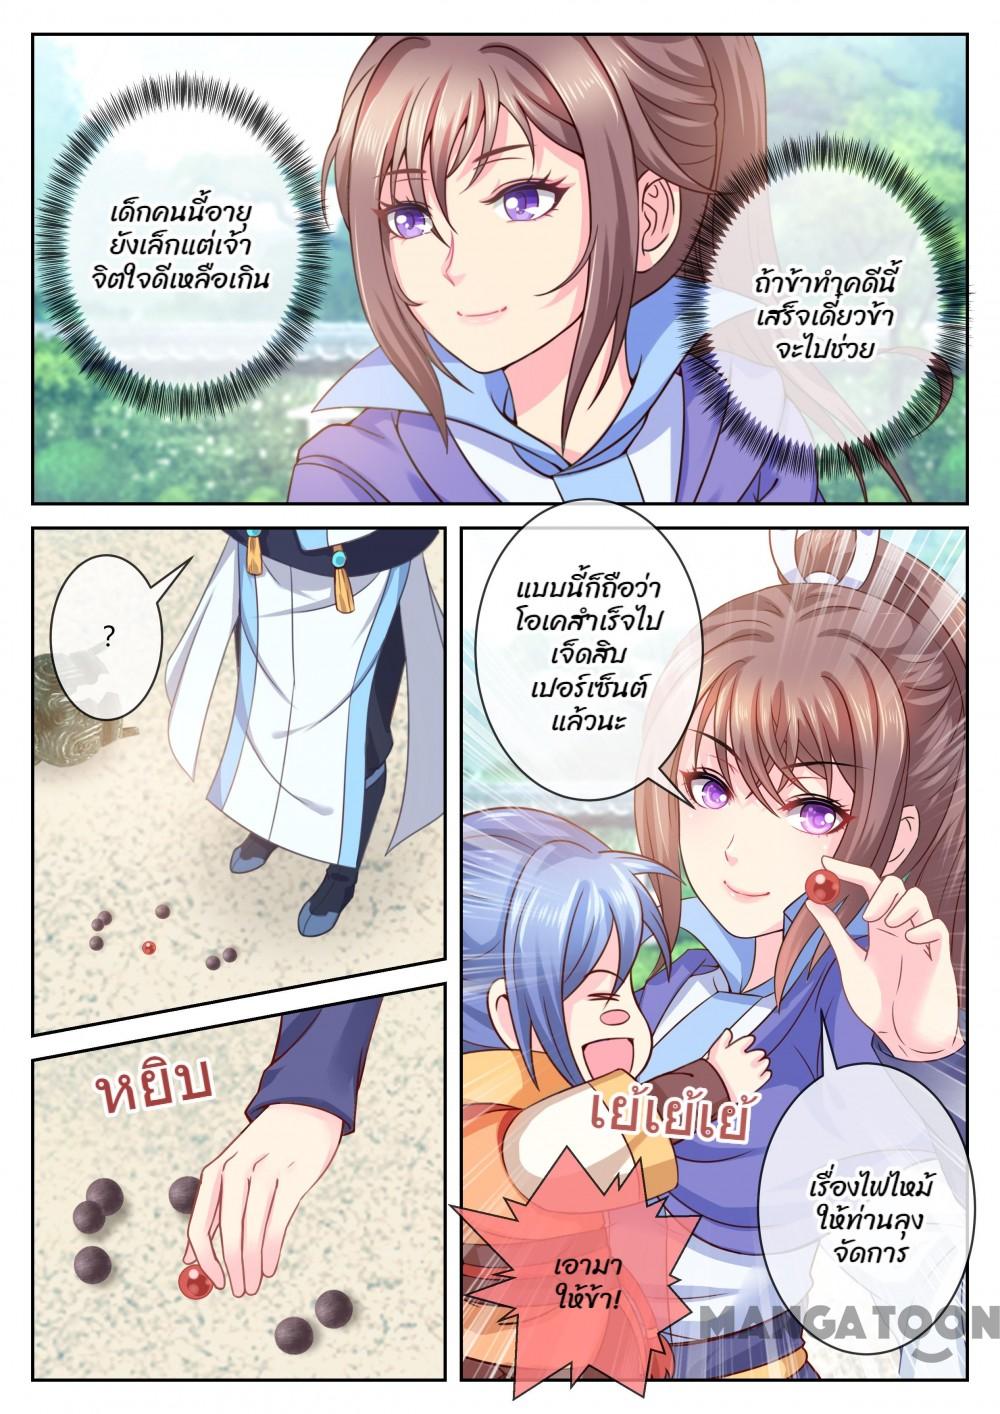 เด็กคนนี้อายุ
ยังเล็กแต่เจ้า
จิตใจดีเหลือเกิน
ถ้าข้าทำคดีนี้
เสร็จเดี๋ยวข้า
จะไปช่วย
?
แบบนี้ก็ถือว่า
โอเคสำเร็จไป
เจ็ดสิบ
เปอร์เซ็นต์
แล้วนะ
หยิบ
เย้เย้เย้
เรื่องไฟไหม้
ให้ท่านลุง
จัดการ
เอามา
ให้ข้า!
MANGATOON